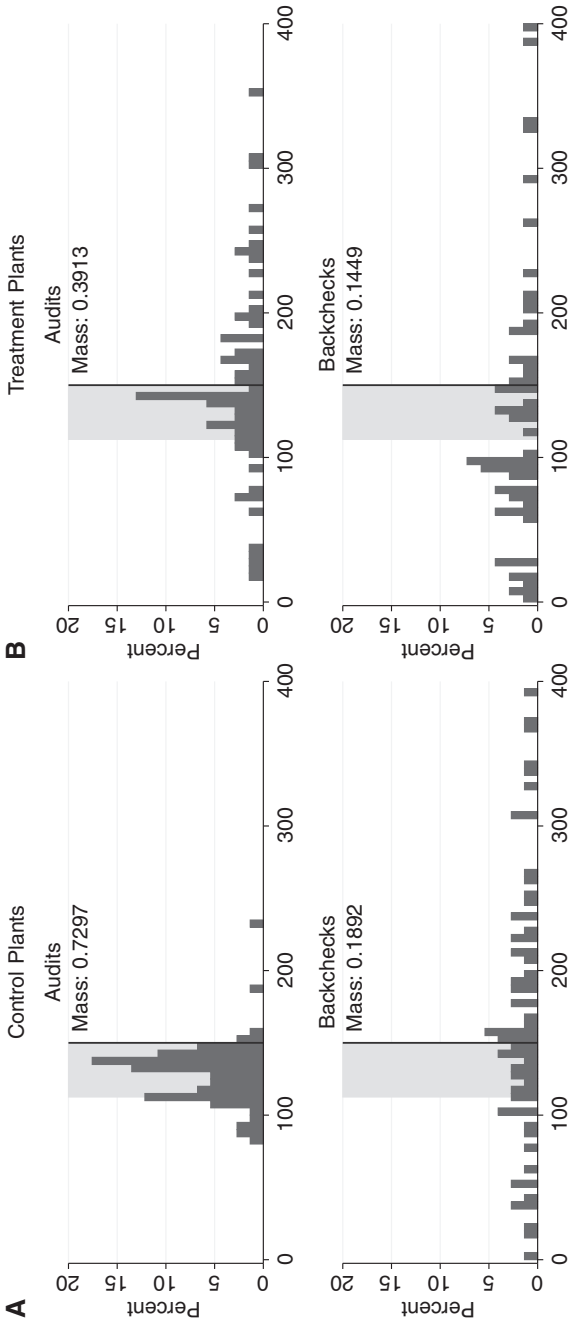 A
Control Plants
Audits
Mass: 0.7297
Percent
20
15
10
5
0
0 100 200 300 400
Backchecks
Mass: 0.1892
Percent
20
15
10
5
0
0 100 200 300 400
B
Treatment Plants
Audits
Mass: 0.3913
Percent
20
15
10
5
0
0 100 200 300 400
Backchecks
Mass: 0.1449
Percent
20
15
10
5
0
0 100 200 300 400